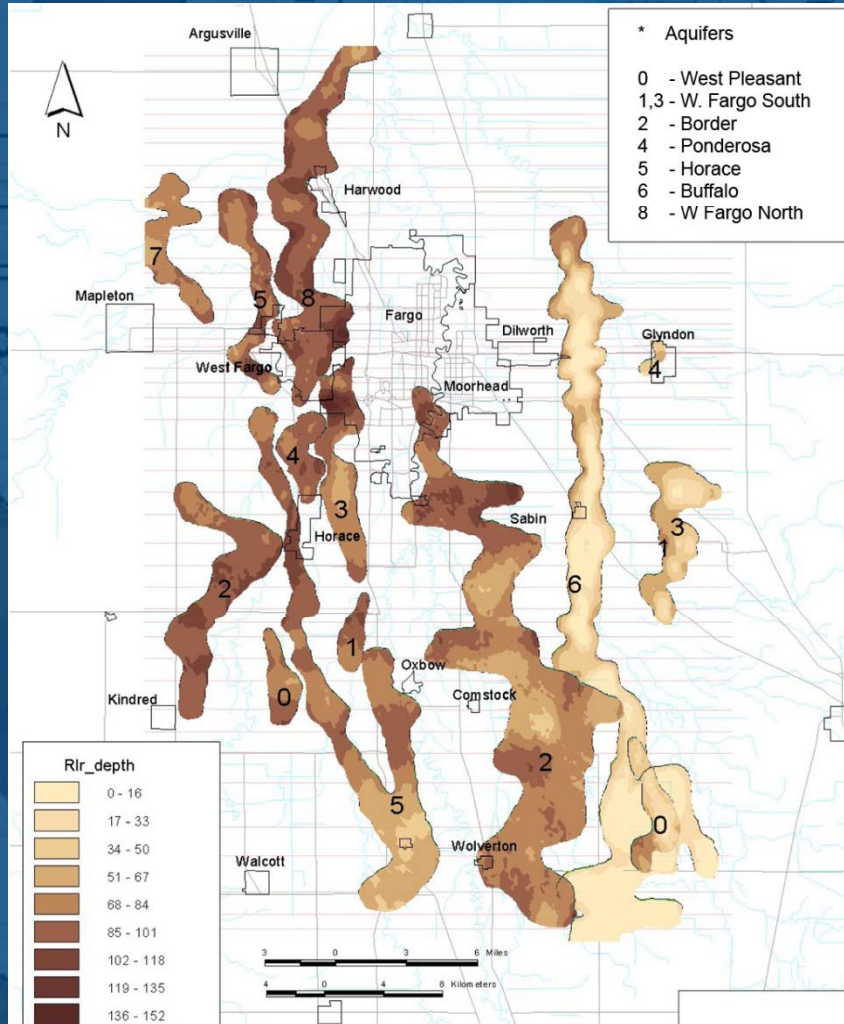 Argusville
* Aquifers
0 - West Pleasant
1,3 - W. Fargo South
2 - Border
4 - Ponderosa
5 - Horace
6 - Buffalo
8 - W Fargo North
N
Harwood
7
Mapleton
5
8
Fargo
Dilworth
Glyndon
4
West Fargo
Moorhead
4
3
Sabin
3
1
Horace
2
6
1
Oxbow
0
Comstock
Kindred
2
Rlr_depth
0 - 16
17 - 33
34 - 50
51 - 67
68 - 84
85 - 101
102 - 118
119 - 135
136 - 152
5
0
Walcott
Wolverton
3 0 3 6 Miles
4 0 4 8 Kilometers